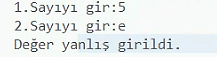 1.Sayıyı gir:5
2.Sayıyı gir:e
Değer yanlış girildi.